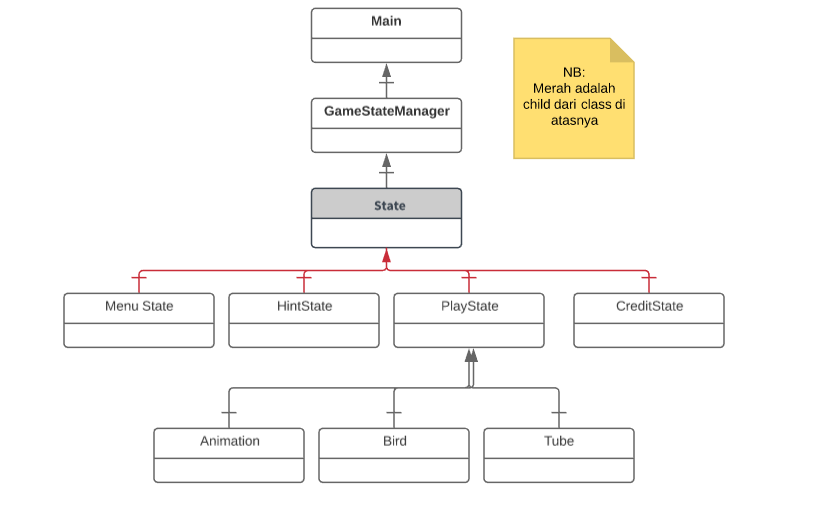 Main
NB:
Merah adalah
child dari class di
atasnya
GameStateManager
State
Menu State
HintState
PlayState
CreditState
Animation
Bird
Tube